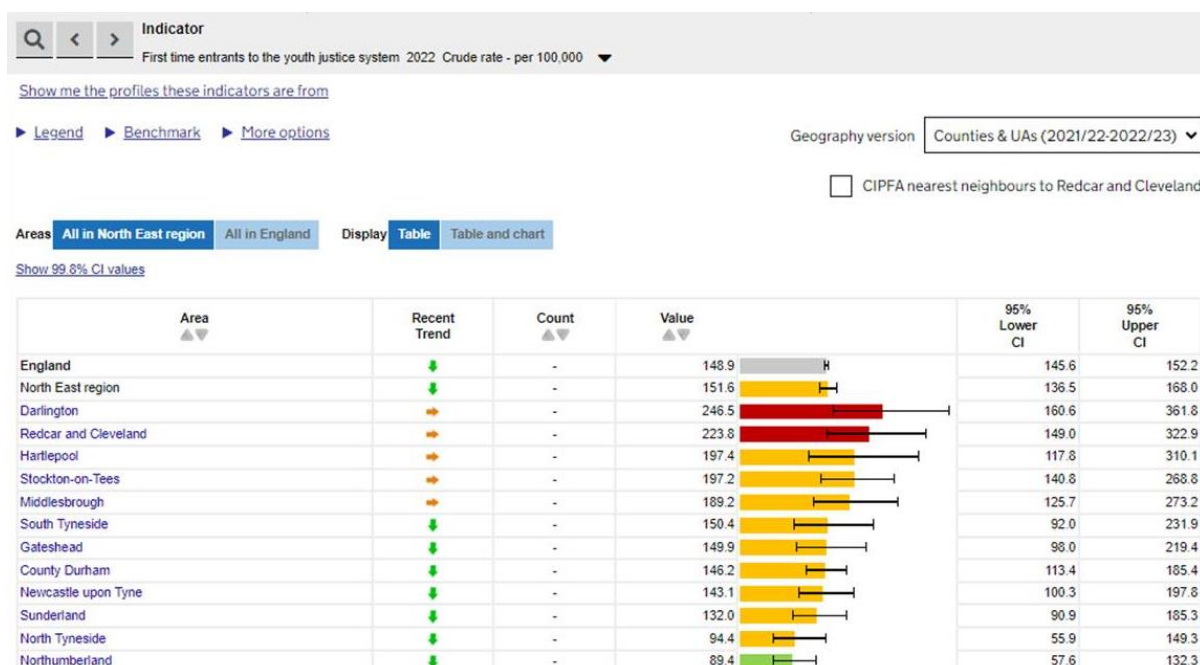 Indicator
First time entrants to the youth justice system 2022 Crude rate - per 100,000
Show me the profiles these indicators are from
Legend Benchmark More options
Geography version Counties & UAs (2021/22-2022/23)
CIPFA nearest neighbours to Redcar and Cleveland
Areas All in North East region All in England Display Table Table and chart
Show 99.8% CI values
Area Recent Trend Count Value 95% Lower CI 95% Upper CI
England - 148.9 145.6 152.2
North East region - 151.6 136.5 168.0
Darlington - 246.5 160.6 361.8
Redcar and Cleveland - 223.8 149.0 322.9
Hartlepool - 197.4 117.8 310.1
Stockton-on-Tees - 197.2 140.8 268.8
Middlesbrough - 189.2 125.7 273.2
South Tyneside - 150.4 92.0 231.9
Gateshead - 149.9 98.0 219.4
County Durham - 146.2 113.4 185.4
Newcastle upon Tyne - 143.1 100.3 197.8
Sunderland - 132.0 90.9 185.3
North Tyneside - 94.4 55.9 149.3
Northumberland - 89.4 57.6 132.3